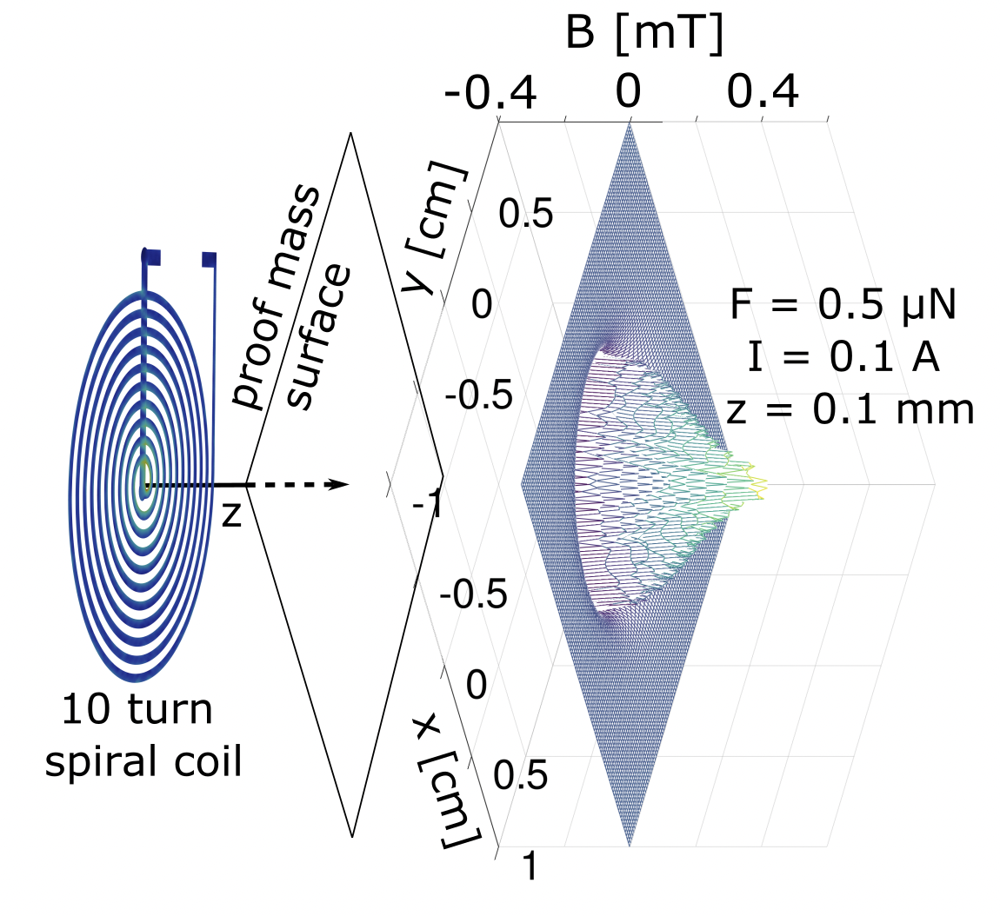 B [mT]
-0.4 0 0.4
y [cm]
0.5
0
-0.5
-1
-0.5
0
0.5
1
x [cm]
proof mass
surface
z
10 turn
spiral coil
F = 0.5 µN
I = 0.1 A
z = 0.1 mm